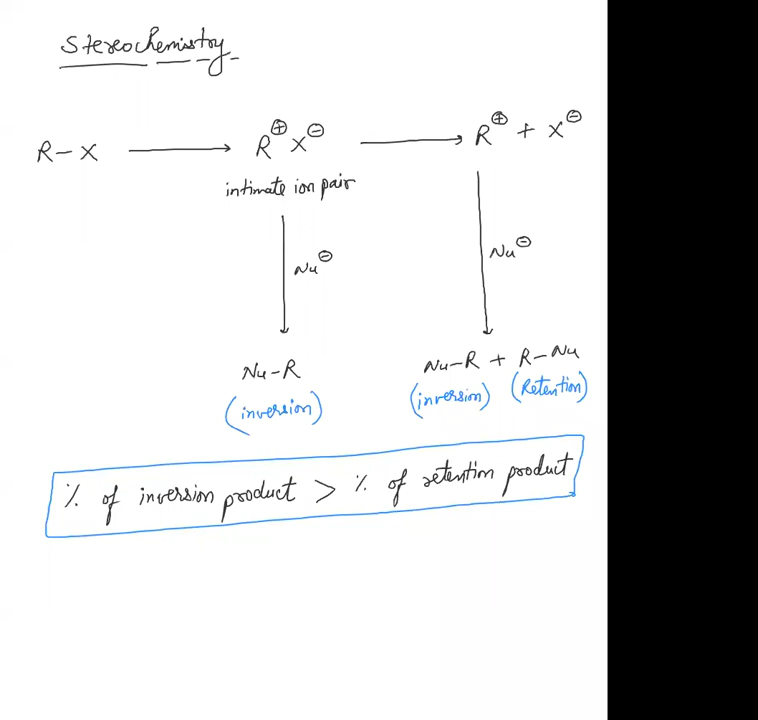 Stereochemistry
R-X ⟶ R⊕ X⊖ ⟶ R⊕ + X⊖
intimate ion pair
Nu⊖ Nu⊖
Nu-R Nu-R + R-Nu
(inversion) (inversion) (Retention)
% of inversion product > % of retention product